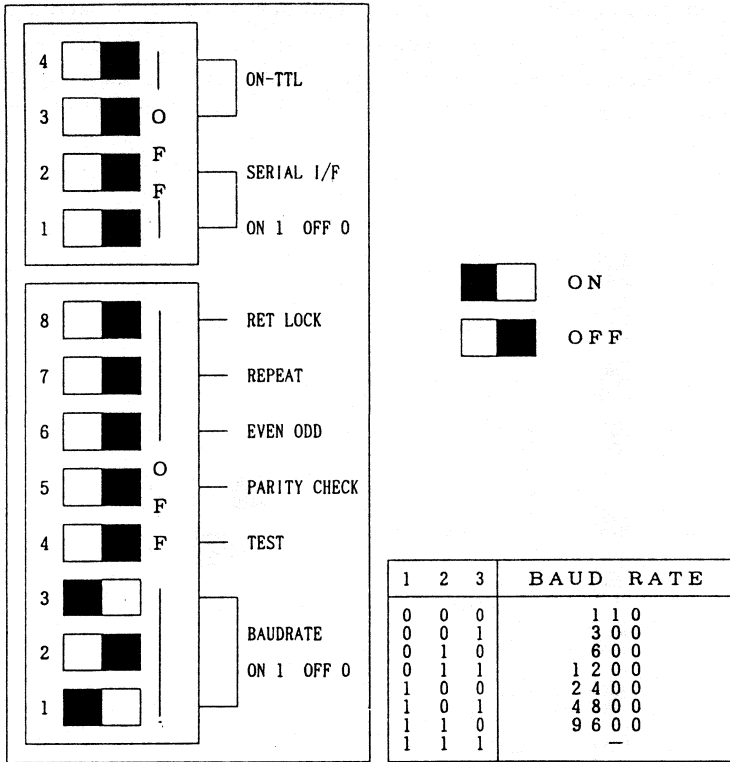 4
ON-TTL
3
O
F
F
2
SERIAL I/F
1
ON 1 OFF 0
8
RET LOCK
7
REPEAT
6
EVEN ODD
O
F
F
5
PARITY CHECK
4
TEST
3
BAUDRATE
2
ON 1 OFF 0
1
ON
OFF
1 2 3 BAUD RATE
0 0 0 110
0 0 1 300
0 1 0 600
0 1 1 1200
1 0 0 2400
1 0 1 4800
1 1 0 9600
1 1 1 —